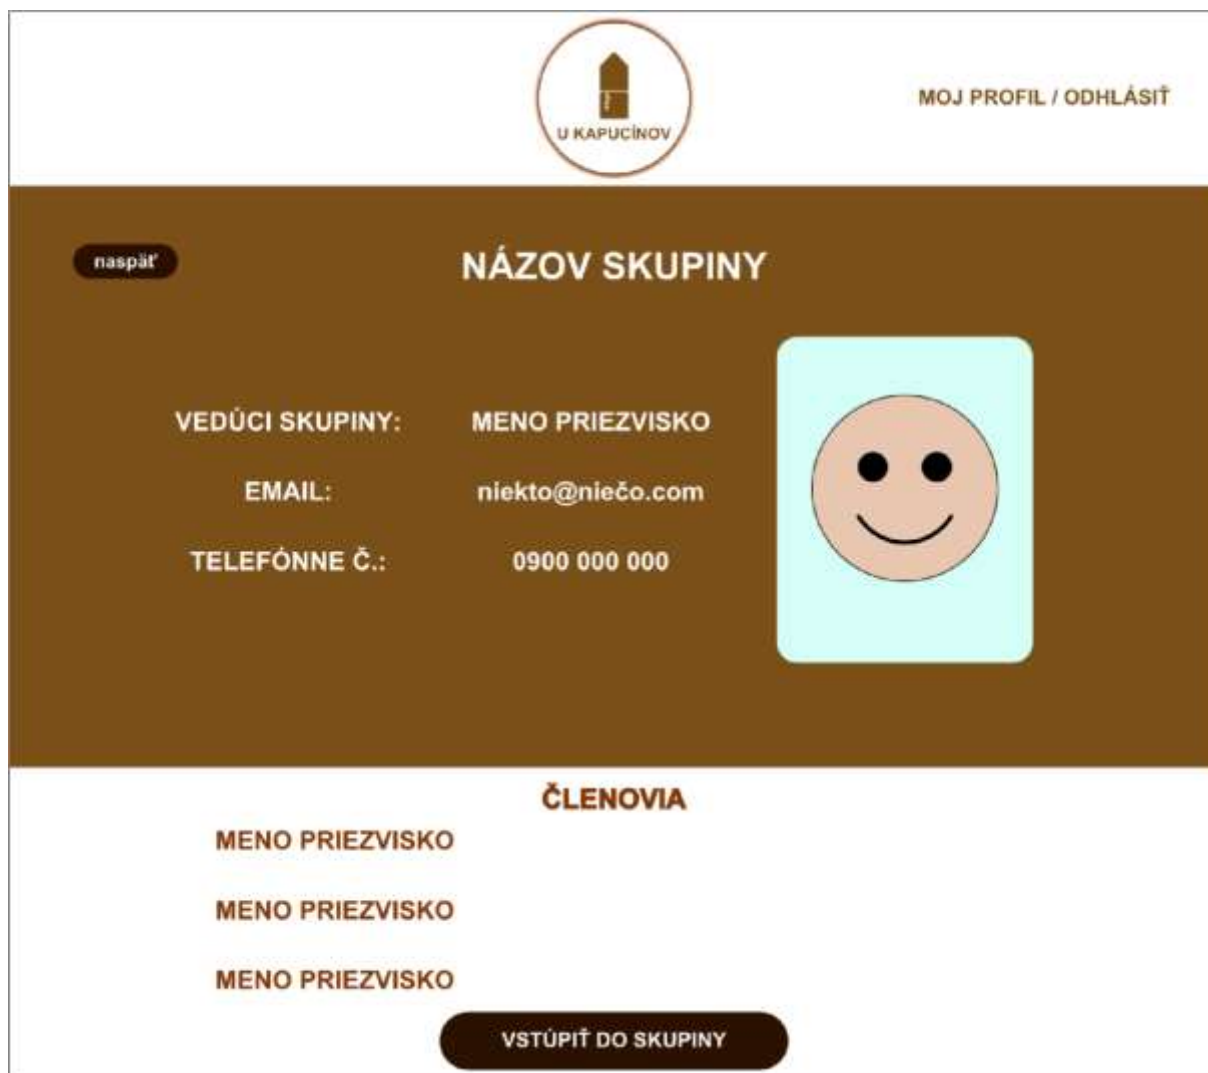 U KAPUCÍNOV
MOJ PROFIL / ODHLÁSIŤ
naspäť
NÁZOV SKUPINY
VEDÚCI SKUPINY: MENO PRIEZVISKO
EMAIL: niekto@niečo.com
TELEFÓNNE Č.: 0900 000 000
ČLENOVIA
MENO PRIEZVISKO
MENO PRIEZVISKO
MENO PRIEZVISKO
VSTÚPIŤ DO SKUPINY